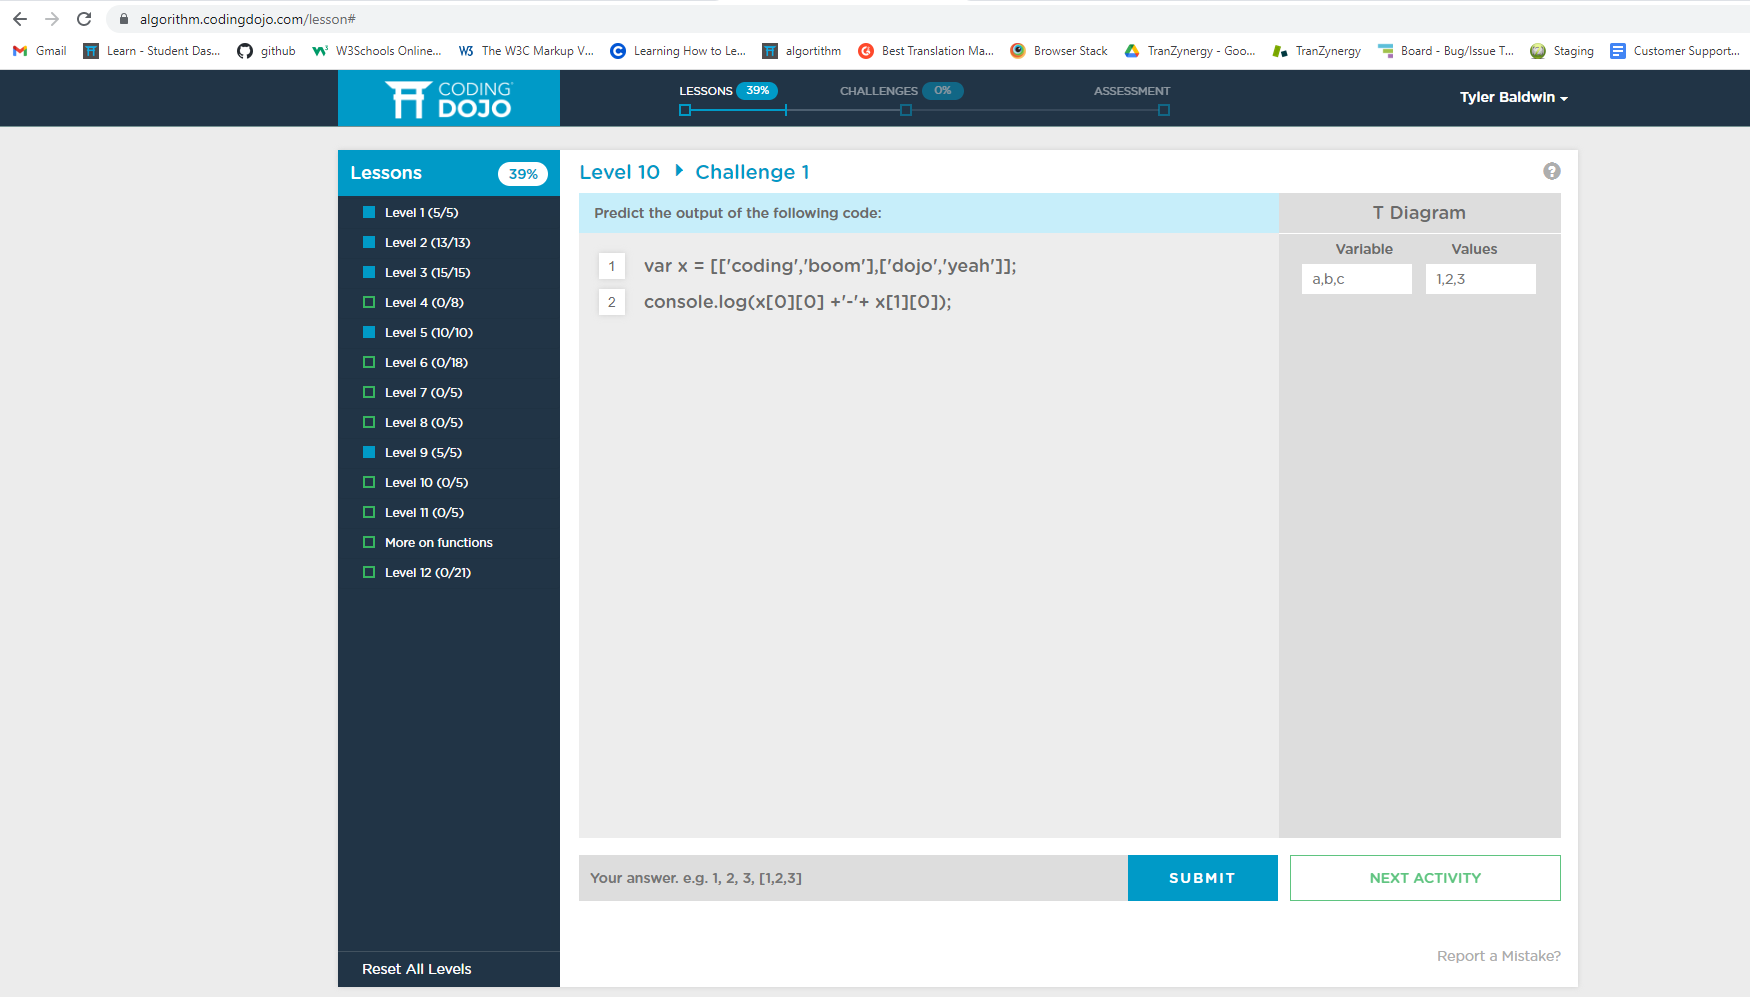 algorithm.codingdojo.com/lesson#
Gmail
Learn - Student Das...
github
W3Schools Online...
The W3C Markup V...
Learning How to Le...
algortithm
Best Translation Ma...
Browser Stack
TranZynergy - Goo...
TranZynergy
Board - Bug/Issue T...
Staging
Customer Support...
CODING
DOJO
LESSONS 39%
CHALLENGES 0%
ASSESSMENT
Tyler Baldwin
Lessons 39%
Level 1 (5/5)
Level 2 (13/13)
Level 3 (15/15)
Level 4 (0/8)
Level 5 (10/10)
Level 6 (0/18)
Level 7 (0/5)
Level 8 (0/5)
Level 9 (5/5)
Level 10 (0/5)
Level 11 (0/5)
More on functions
Level 12 (0/21)
Reset All Levels
Level 10 Challenge 1
?
Predict the output of the following code:
1 var x = [['coding','boom'],['dojo','yeah']];
2 console.log(x[0][0] +'-'+ x[1][0]);
T Diagram
Variable Values
a,b,c 1,2,3
Your answer. e.g. 1, 2, 3, [1,2,3]
SUBMIT
NEXT ACTIVITY
Report a Mistake?